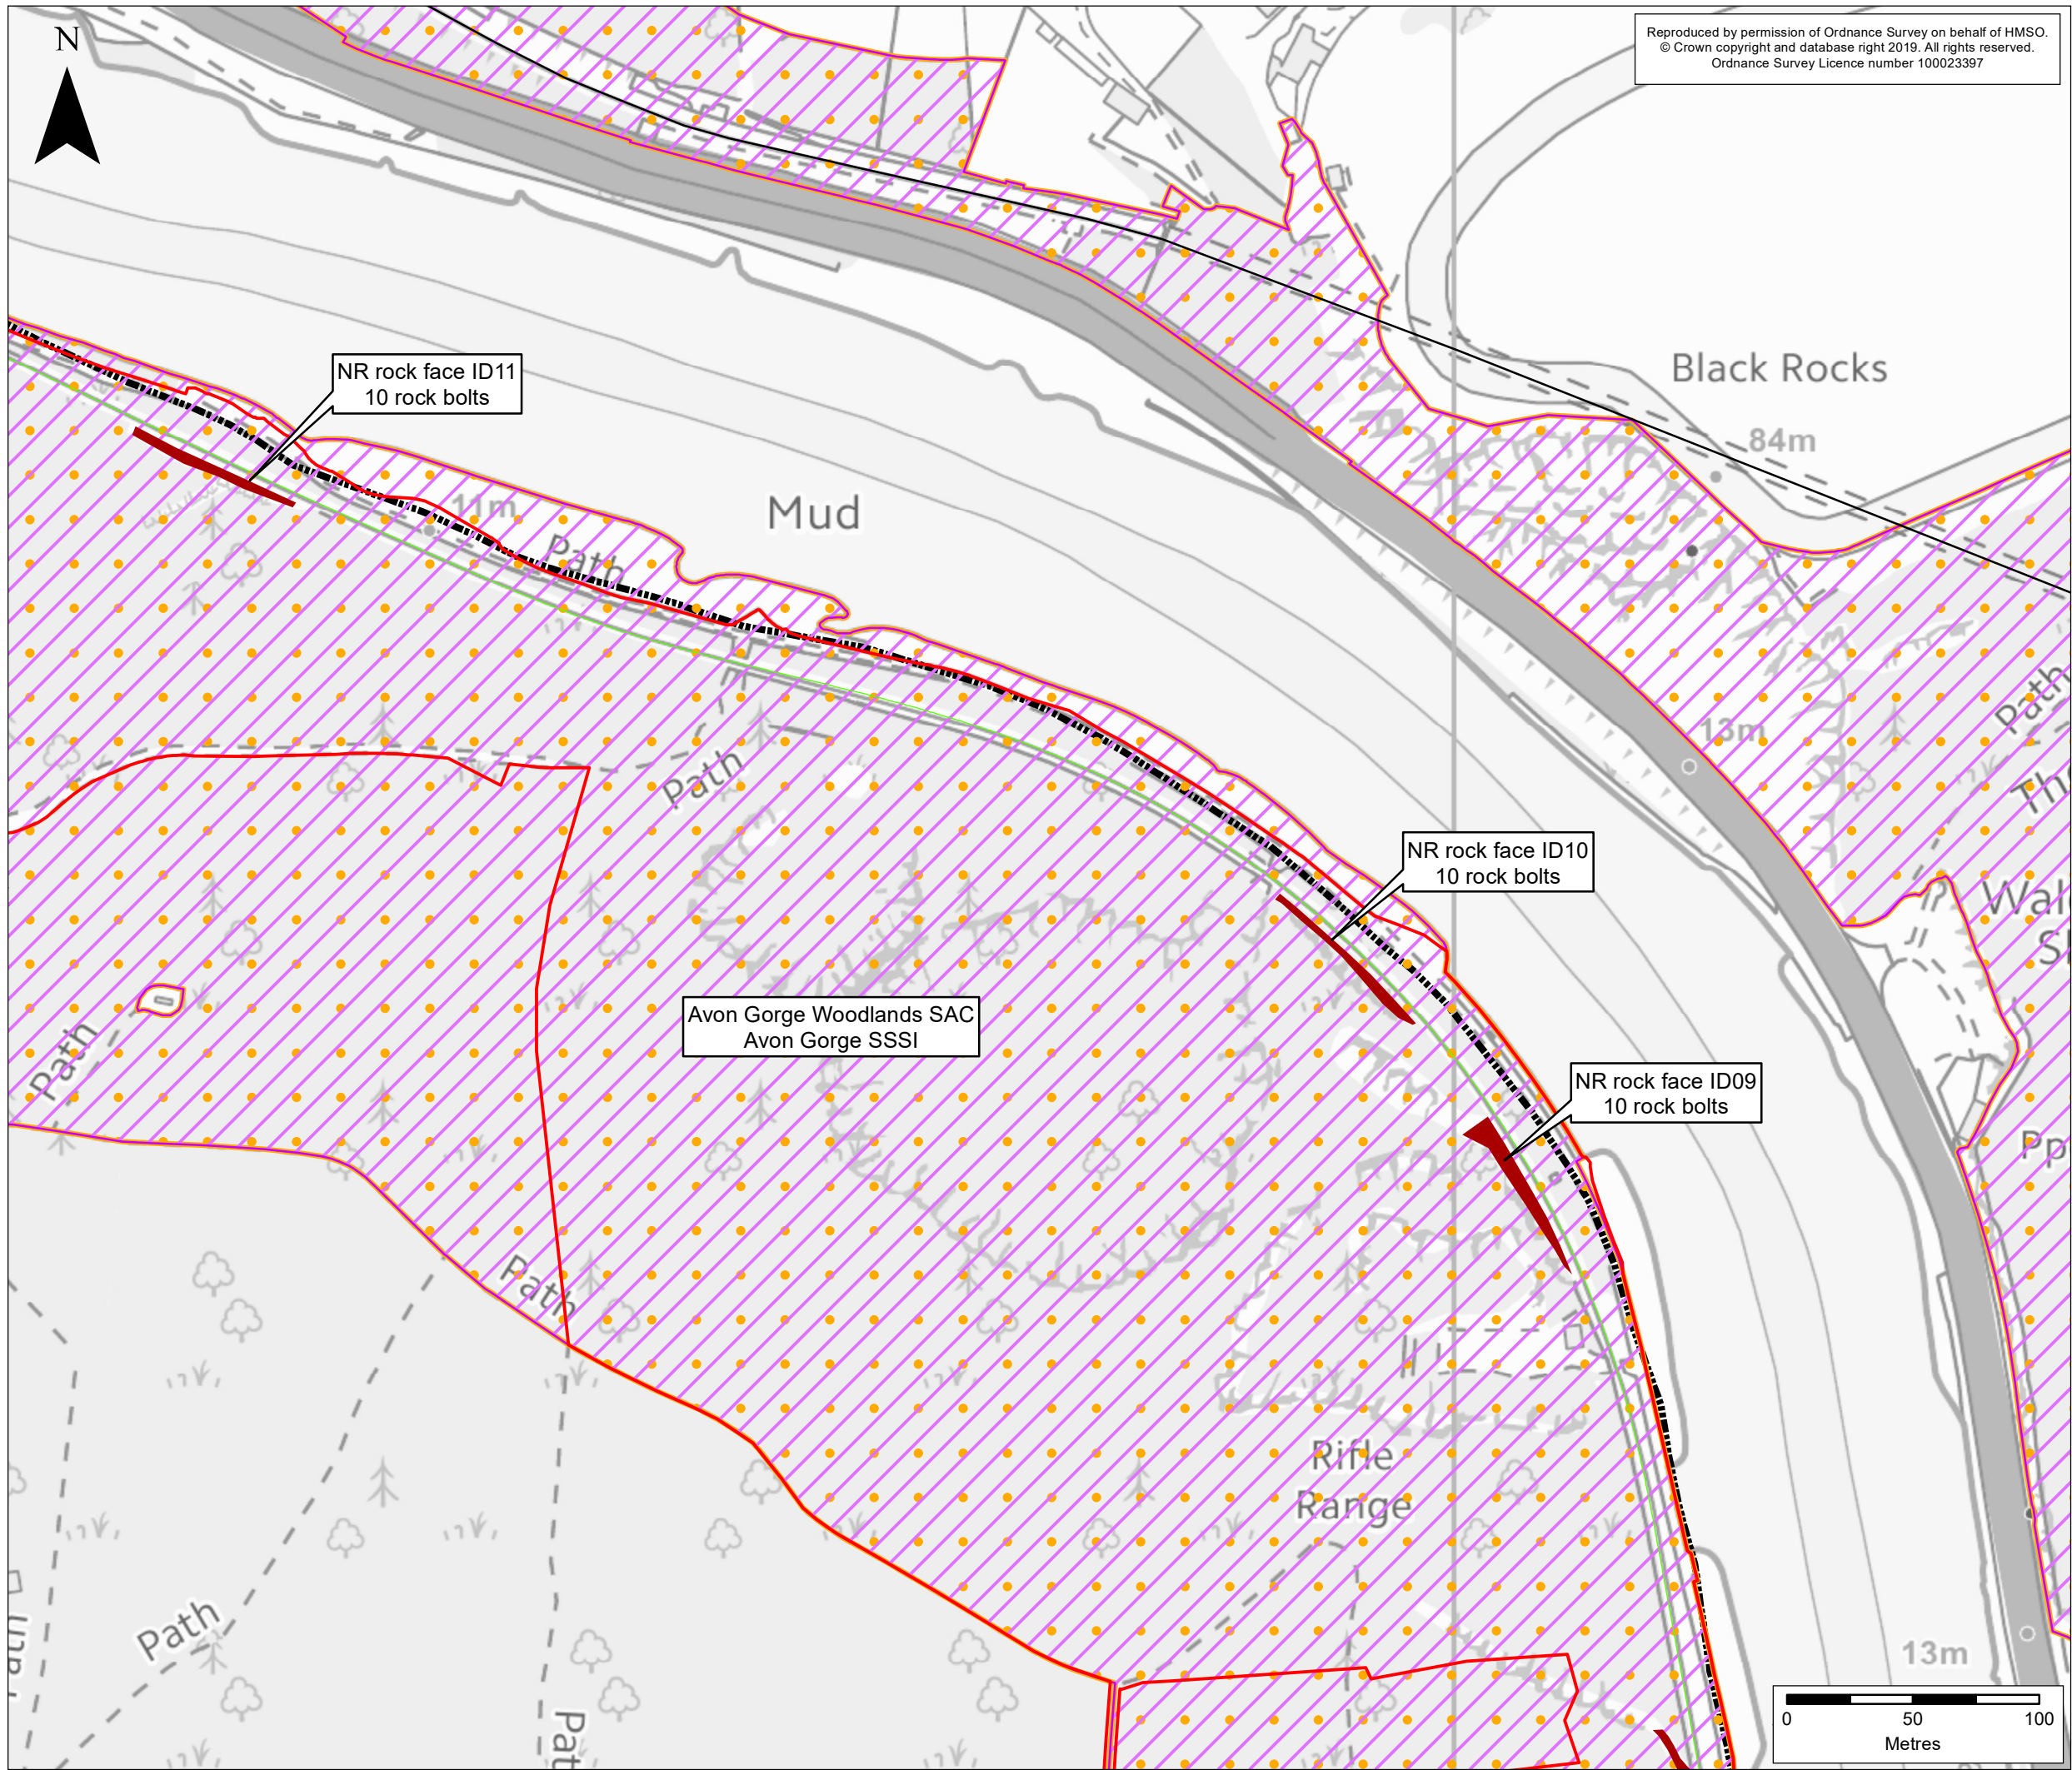 N
Reproduced by permission of Ordnance Survey on behalf of HMSO.
© Crown copyright and database right 2019. All rights reserved.
Ordnance Survey Licence number 100023397
NR rock face ID11
10 rock bolts
Black Rocks
84m
11m
Mud
Path
Path
Path
13m
NR rock face ID10
10 rock bolts
Avon Gorge Woodlands SAC
Avon Gorge SSSI
Path
NR rock face ID09
10 rock bolts
Path
Rifle
Range
Path
13m
0 50 100
Metres